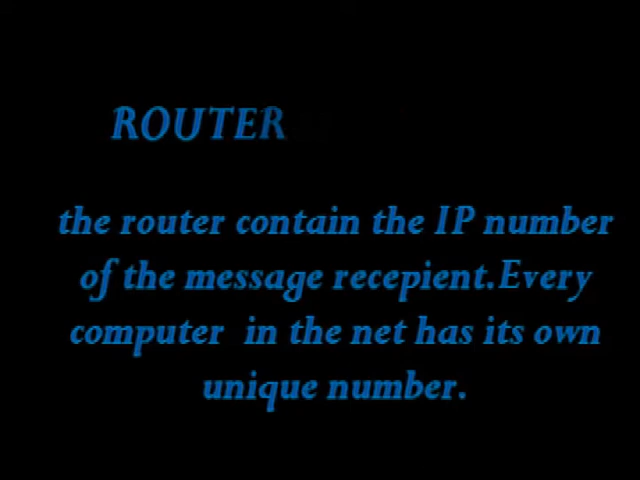 ROUTER
the router contain the IP number
of the message recepient.Every
computer in the net has its own
unique number.